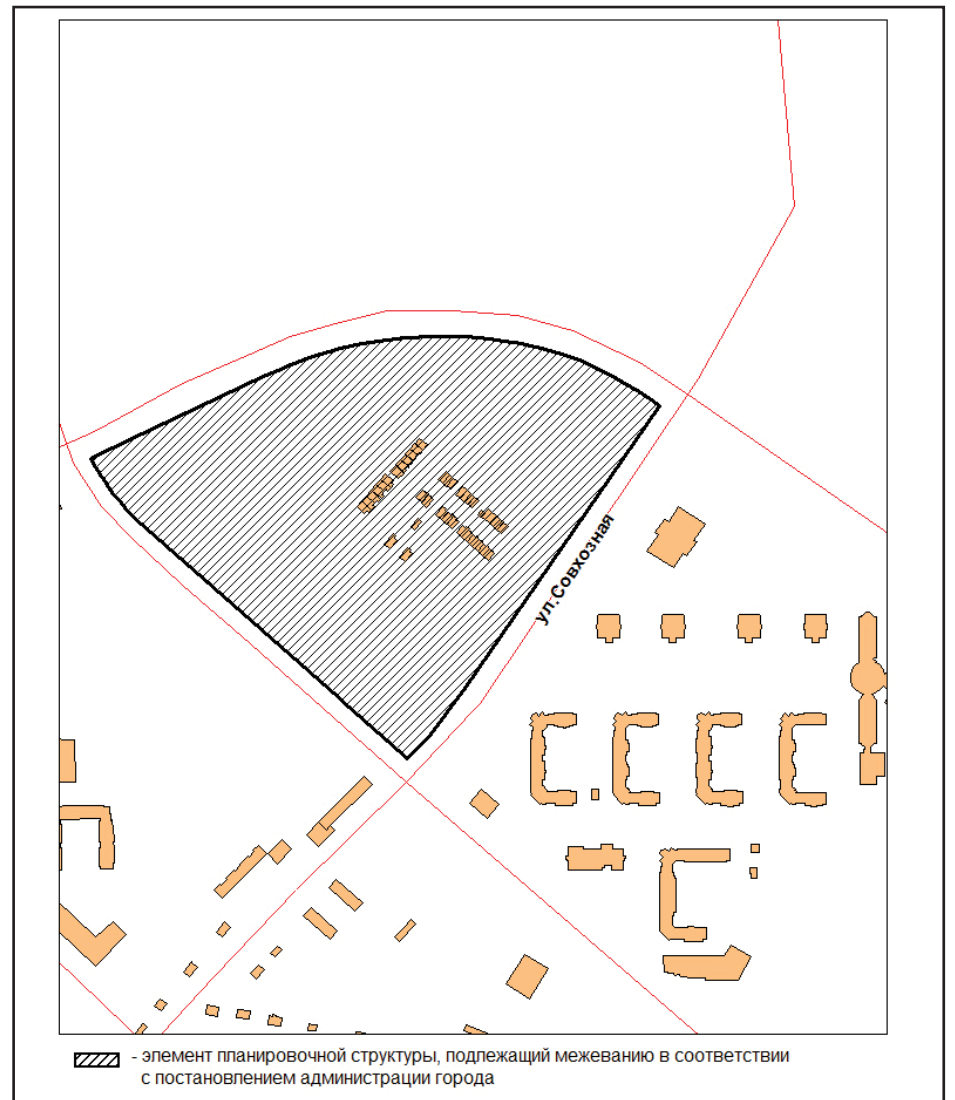 ул.Совхозная
- элемент планировочной структуры, подлежащий межеванию в соответствии
с постановлением администрации города